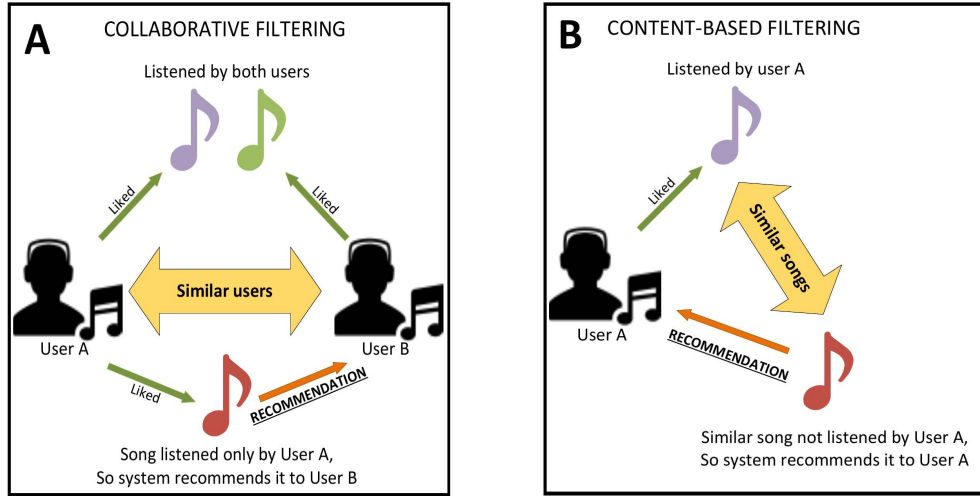 A
COLLABORATIVE FILTERING
Listened by both users
Liked
Liked
Similar users
User A
User B
Liked
RECOMMENDATION
Song listened only by User A,
So system recommends it to User B
B
CONTENT-BASED FILTERING
Listened by user A
Liked
Similar songs
User A
RECOMMENDATION
Similar song not listened by User A,
So system recommends it to User A